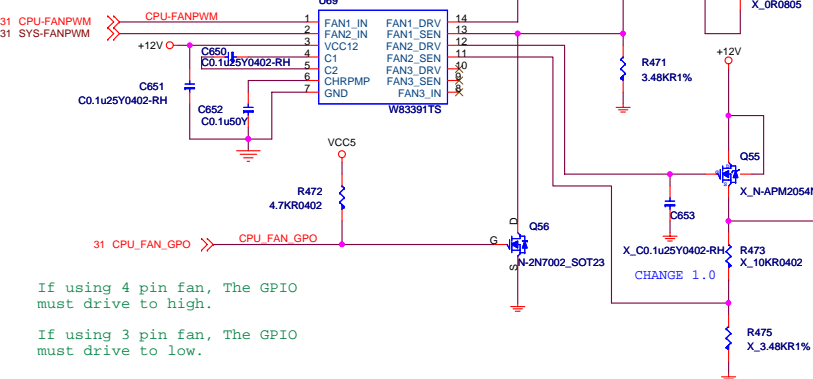 U69
X_0R0805
31 CPU-FANPWM
CPU-FANPWM
31 SYS-FANPWM
1 FAN1_IN FAN1_DRV 14
2 FAN2_IN FAN1_SEN 13
3 VCC12 FAN2_DRV 12
4 C1 FAN2_SEN 11
5 C2 FAN3_DRV 10
6 CHRPMP FAN3_SEN 9
7 GND FAN3_IN 8
W83391TS
+12V
C650
C0.1u25Y0402-RH
C651
C0.1u25Y0402-RH
C652
C0.1u50Y
R471
3.48KR1%
+12V
VCC5
R472
4.7KR0402
Q55
X_N-APM2054N
C653
X_C0.1u25Y0402-RH
31 CPU_FAN_GPO
CPU_FAN_GPO
G
D
S
Q56
N-2N7002_SOT23
R473
X_10KR0402
CHANGE 1.0
If using 4 pin fan, The GPIO
must drive to high.
If using 3 pin fan, The GPIO
must drive to low.
R475
X_3.48KR1%